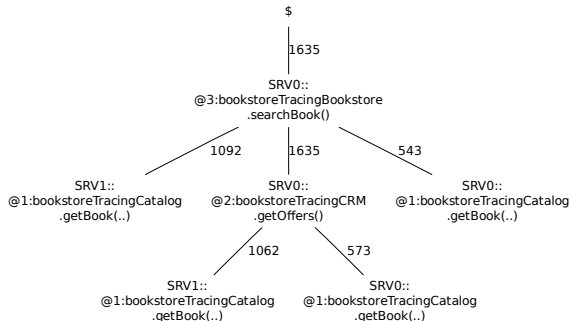 $
1635
SRV0::
@3:bookstoreTracingBookstore
.searchBook()
1092
1635
543
SRV1::
@1:bookstoreTracingCatalog
.getBook(..)
SRV0::
@2:bookstoreTracingCRM
.getOffers()
SRV0::
@1:bookstoreTracingCatalog
.getBook(..)
1062
573
SRV1::
@1:bookstoreTracingCatalog
.getBook(..)
SRV0::
@1:bookstoreTracingCatalog
.getBook(..)